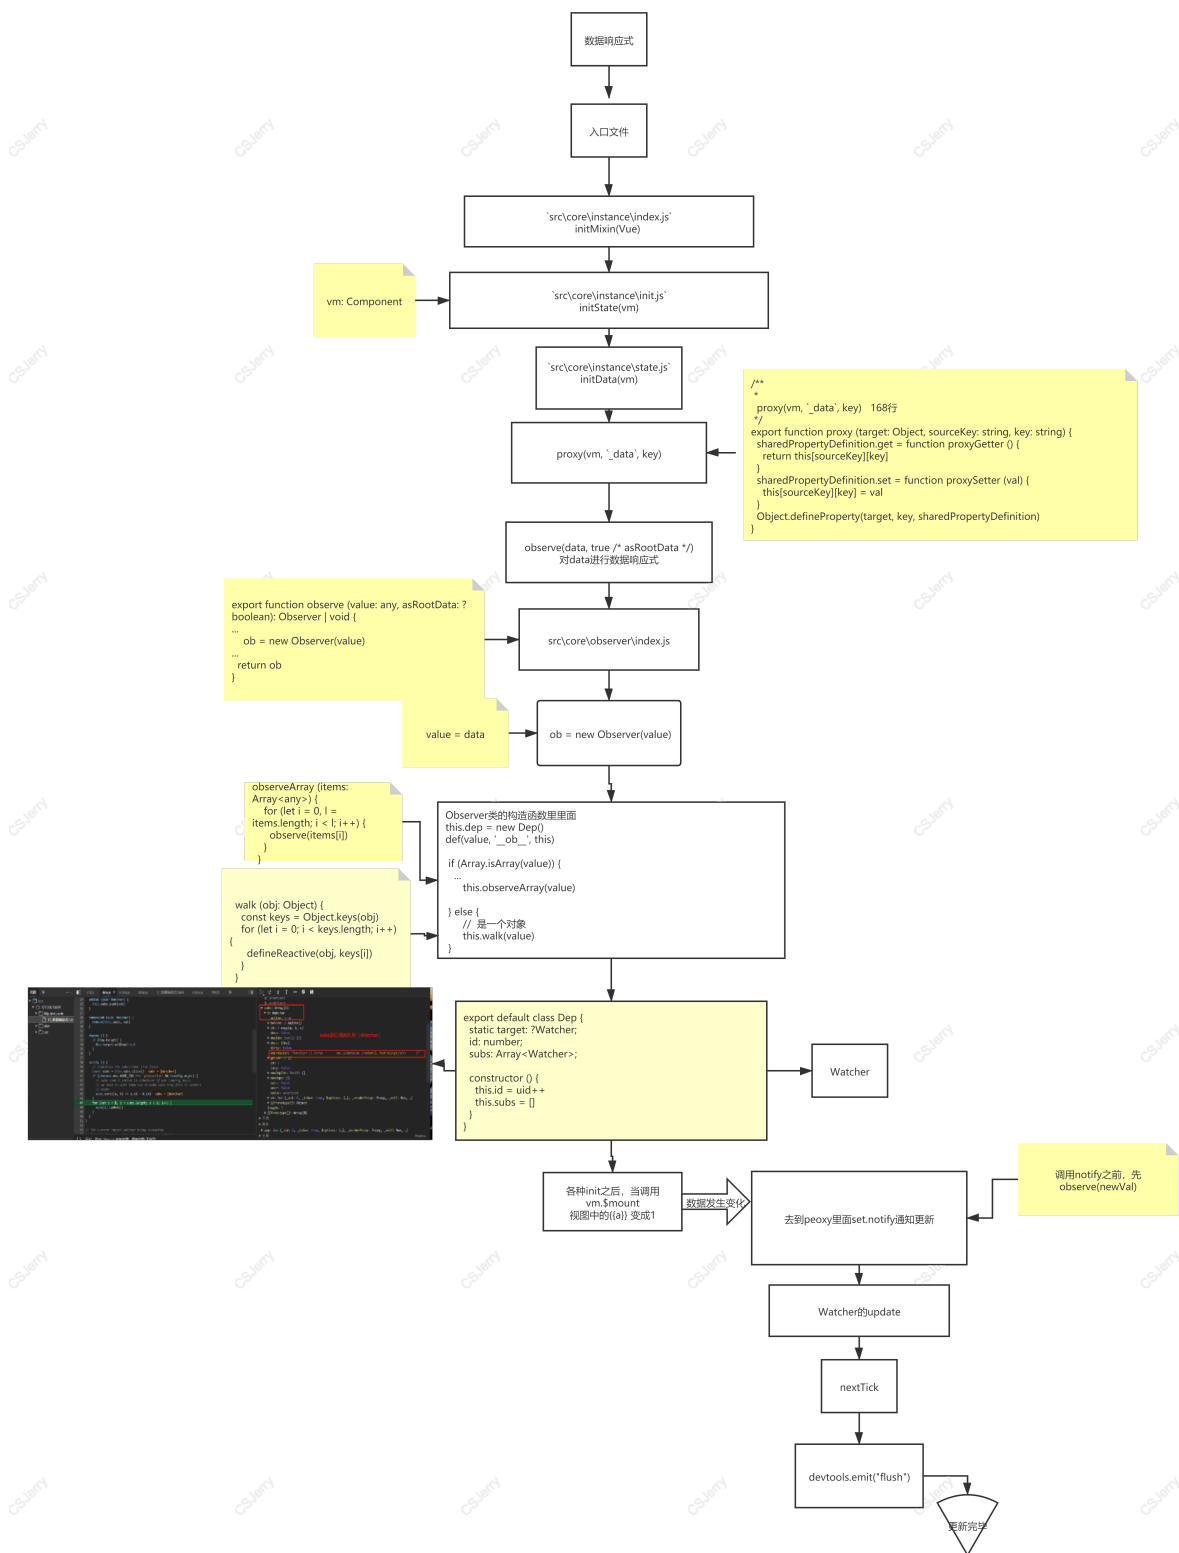 数据响应式
入口文件
`src\core\instance\index.js`
initMixin(Vue)
vm: Component
`src\core\instance\init.js`
initState(vm)
`src\core\instance\state.js`
initData(vm)
proxy(vm, `_data`, key)
/**
*
proxy(vm, `_data`, key)   168行
*/
export function proxy (target: Object, sourceKey: string, key: string) {
sharedPropertyDefinition.get = function proxyGetter () {
return this[sourceKey][key]
}
sharedPropertyDefinition.set = function proxySetter (val) {
this[sourceKey][key] = val
}
Object.defineProperty(target, key, sharedPropertyDefinition)
}
observe(data, true /* asRootData */)
对data进行数据响应式
export function observe (value: any, asRootData: ?
boolean): Observer | void {
...
ob = new Observer(value)
...
return ob
}
src\core\observer\index.js
value = data
ob = new Observer(value)
observeArray (items:
Array<any>) {
for (let i = 0, l =
items.length; i < l; i++) {
observe(items[i])
}
}
Observer类的构造函数里里面
this.dep = new Dep()
def(value, '__ob__', this)
if (Array.isArray(value)) {
...
this.observeArray(value)
} else {
// 是一个对象
this.walk(value)
}
walk (obj: Object) {
const keys = Object.keys(obj)
for (let i = 0; i < keys.length; i++)
{
defineReactive(obj, keys[i])
}
}
export default class Dep {
static target: ?Watcher;
id: number;
subs: Array<Watcher>;
constructor () {
this.id = uid++
this.subs = []
}
}
Watcher
各种init之后，当调用
vm.$mount
视图中的{{a}} 变成1
数据发生变化
去到peoxy里面set.notify通知更新
调用notify之前，先
observe(newVal)
Watcher的update
nextTick
devtools.emit("flush")
更新完毕
CSJerry